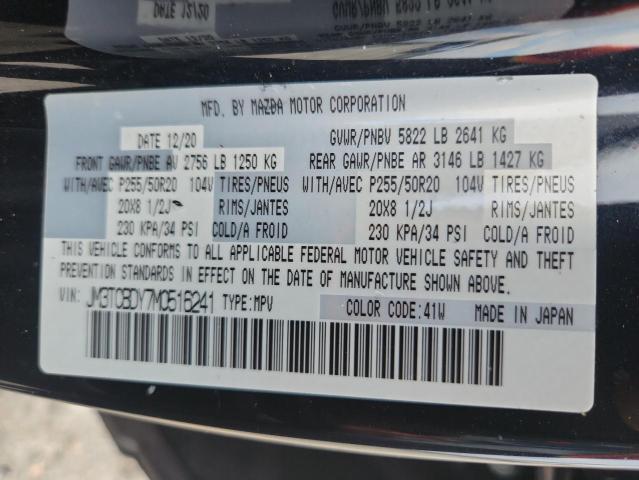 MFD. BY MAZDA MOTOR CORPORATION
DATE 12/20 GVWR/PNBV 5822 LB 2641 KG
FRONT GAWR/PNBE AV 2756 LB 1250 KG REAR GAWR/PNBE AR 3146 LB 1427 KG
WITH/AVEC P255/50R20 104V TIRES/PNEUS WITH/AVEC P255/50R20 104V TIRES/PNEUS
20X8 1/2J RIMS/JANTES 20X8 1/2J RIMS/JANTES
230 KPA/34 PSI COLD/A FROID 230 KPA/34 PSI COLD/A FROID
THIS VEHICLE CONFORMS TO ALL APPLICABLE FEDERAL MOTOR VEHICLE SAFETY AND THEFT
PREVENTION STANDARDS IN EFFECT ON THE DATE OF MANUFACTURE SHOWN ABOVE.
VIN: JM3TCBDY7M0516241 TYPE:MPV COLOR CODE:41W MADE IN JAPAN